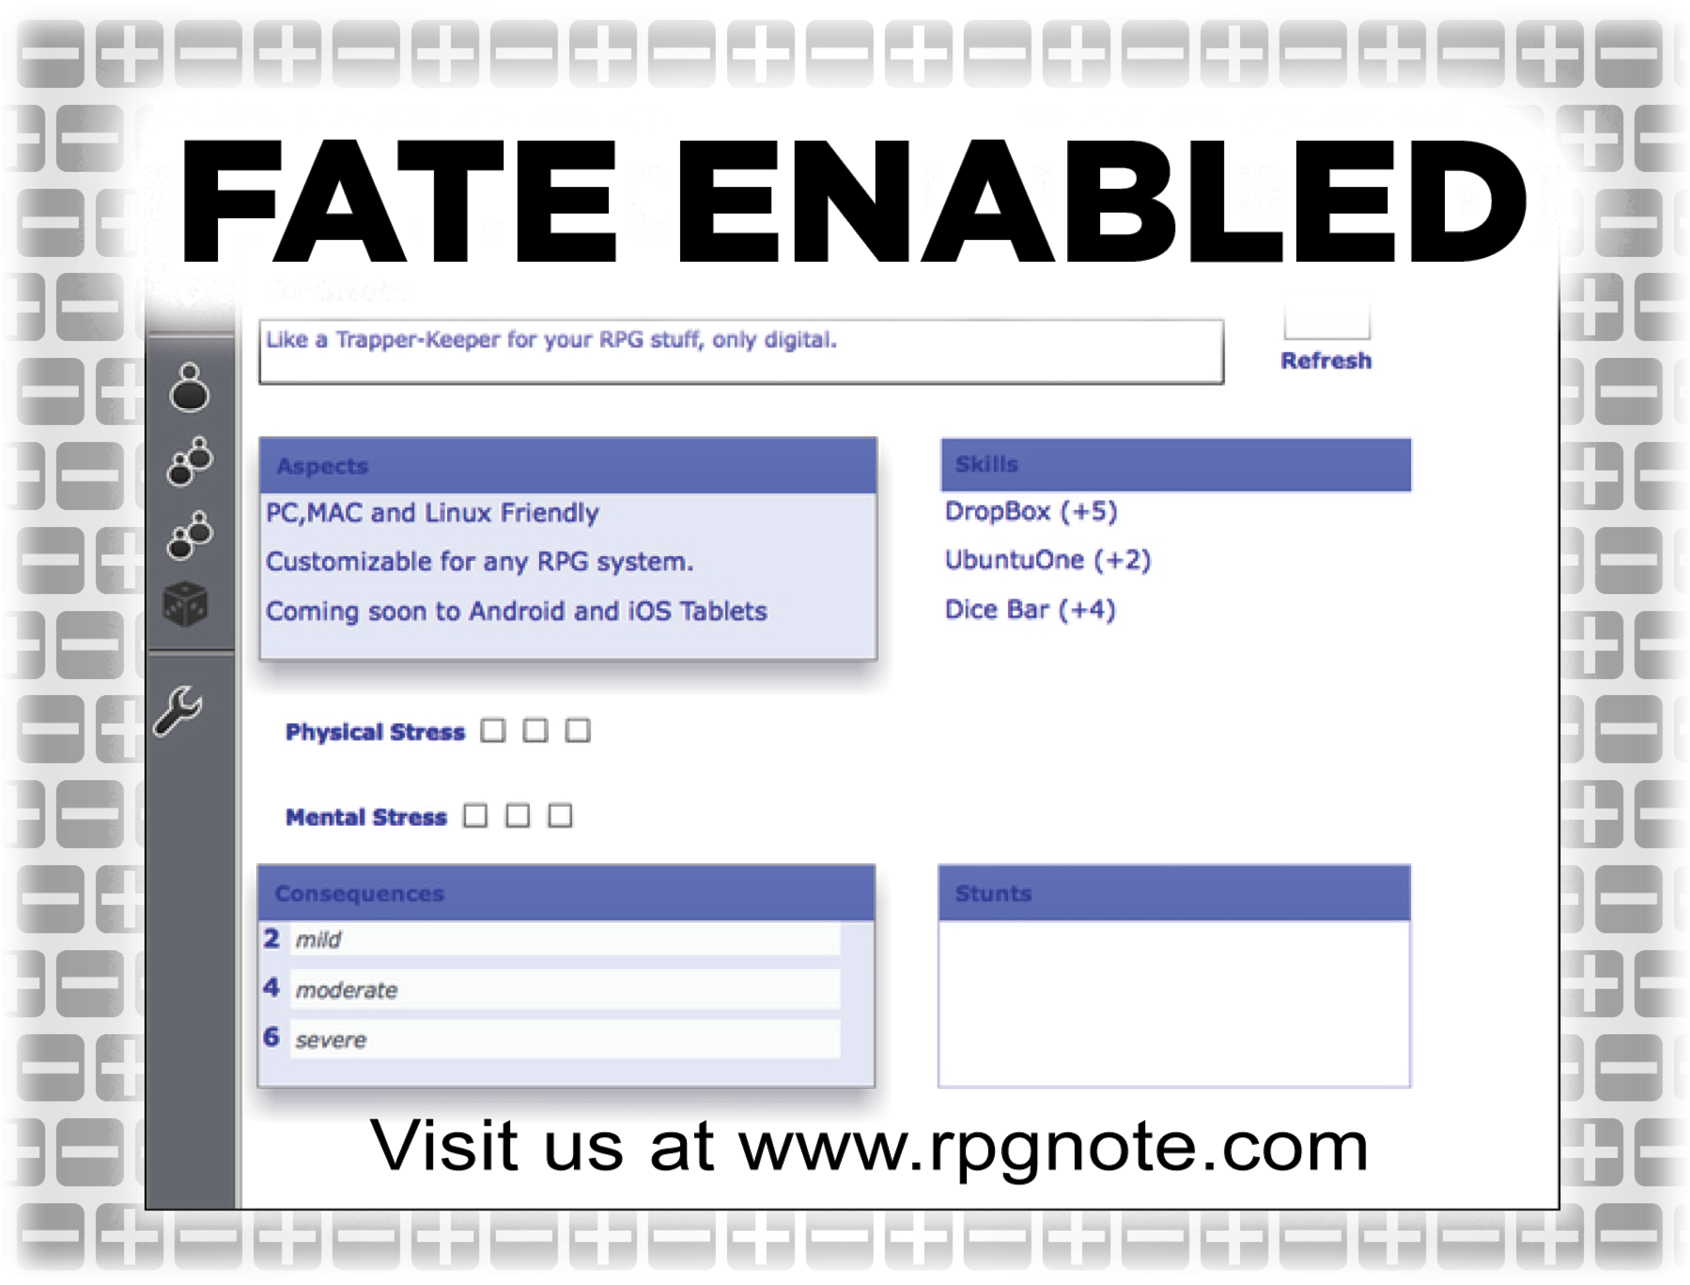 FATE ENABLED
RPGnote
Like a Trapper-Keeper for your RPG stuff, only digital.
Refresh
Aspects
PC,MAC and Linux Friendly
Customizable for any RPG system.
Coming soon to Android and iOS Tablets
Skills
DropBox (+5)
UbuntuOne (+2)
Dice Bar (+4)
Physical Stress
Mental Stress
Consequences
2 mild
4 moderate
6 severe
Stunts
Visit us at www.rpgnote.com